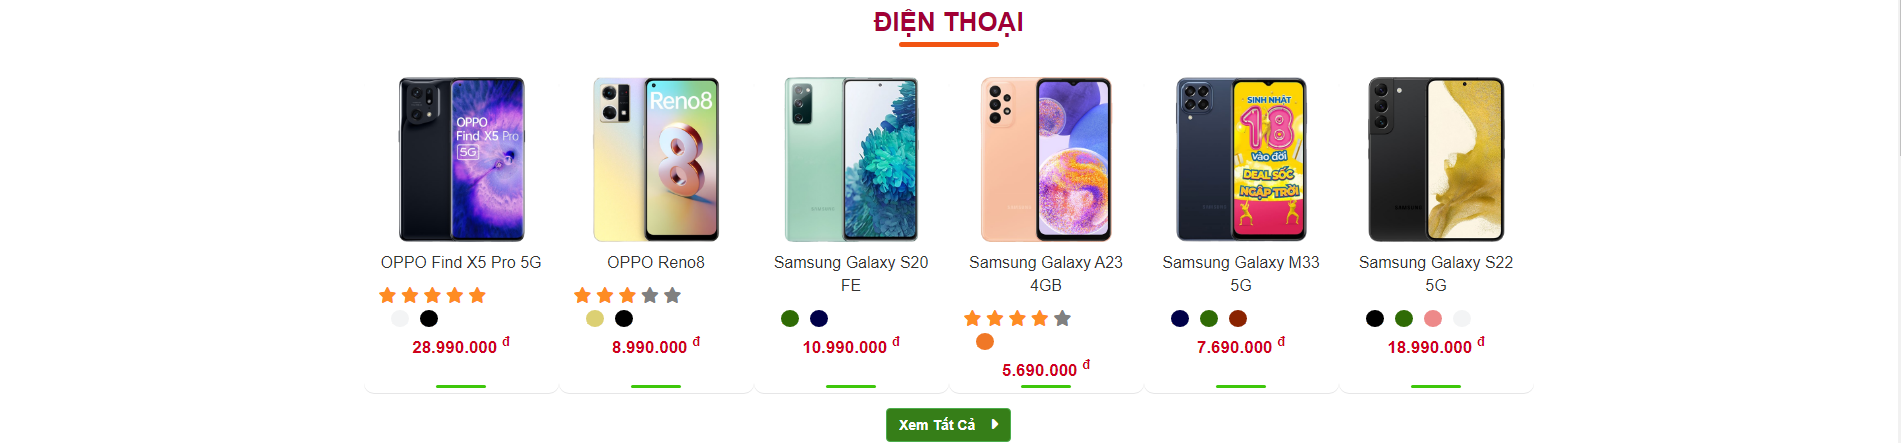 ĐIỆN THOẠI
OPPO
Find X5 Pro
5G
Reno8
8
SAMSUNG
SINH NHẬT
18
vào đời
DEAL SỐC
NGẬP TRỜI
SAMSUNG
OPPO Find X5 Pro 5G
OPPO Reno8
Samsung Galaxy S20
FE
Samsung Galaxy A23
4GB
Samsung Galaxy M33
5G
Samsung Galaxy S22
5G
28.990.000 đ
8.990.000 đ
10.990.000 đ
5.690.000 đ
7.690.000 đ
18.990.000 đ
Xem Tất Cả